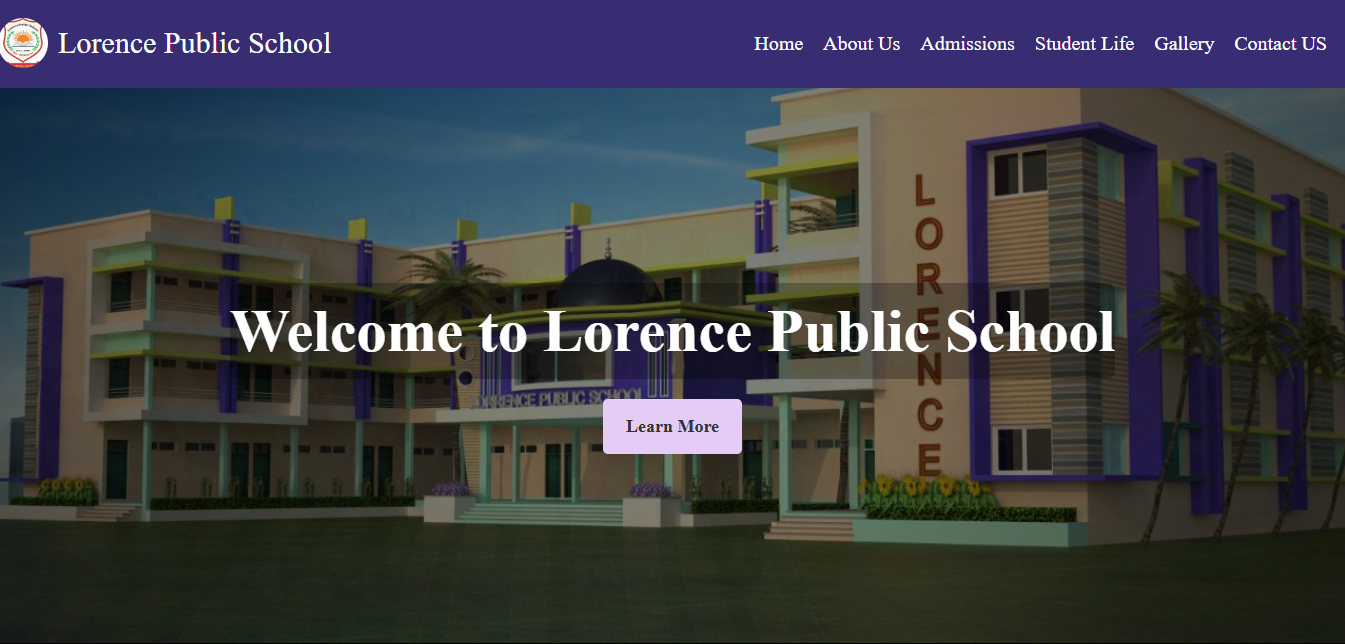 Lorence Public School
Home About Us Admissions Student Life Gallery Contact US
LORENCE
Welcome to Lorence Public School
PUBLIC SCHOOL
Learn More